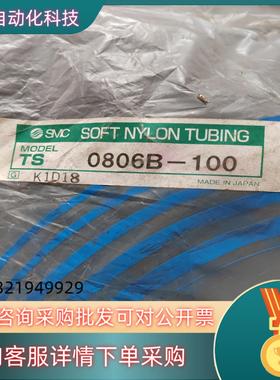 自动化科技
SMC SOFT NYLON TUBING
MODEL
TS 0806B-100
G K1D18 MADE IN JAPAN
321949929
咨询采购批发可对公开票
客服详情下单采购